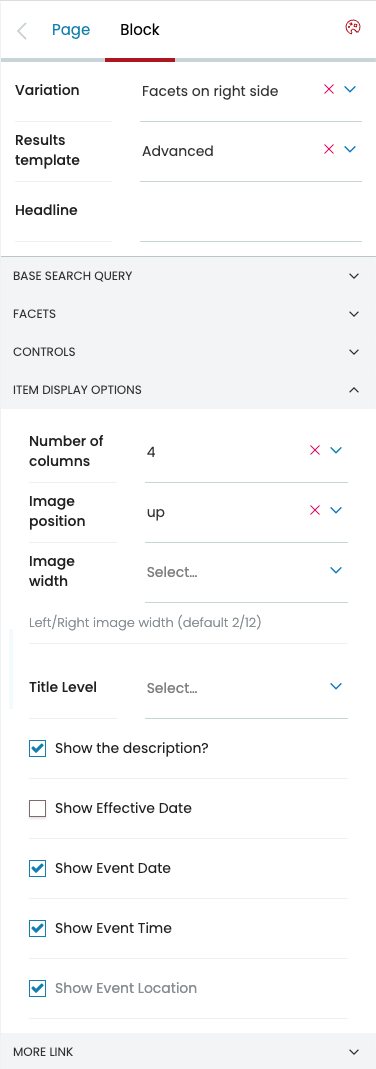 Page Block
Variation
Facets on right side
Results
template
Advanced
Headline
BASE SEARCH QUERY
FACETS
CONTROLS
ITEM DISPLAY OPTIONS
Number of
columns
4
Image
position
up
Image
width
Select...
Left/Right image width (default 2/12)
Title Level
Select...
Show the description?
Show Effective Date
Show Event Date
Show Event Time
Show Event Location
MORE LINK